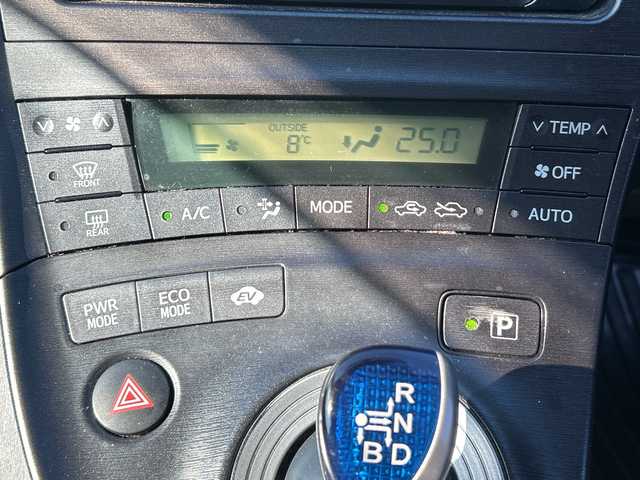 OUTSIDE
8°C
25.0
∨ TEMP ∧
FRONT
OFF
REAR
A/C
MODE
AUTO
PWR
MODE
ECO
MODE
EV
P
R
N
B D